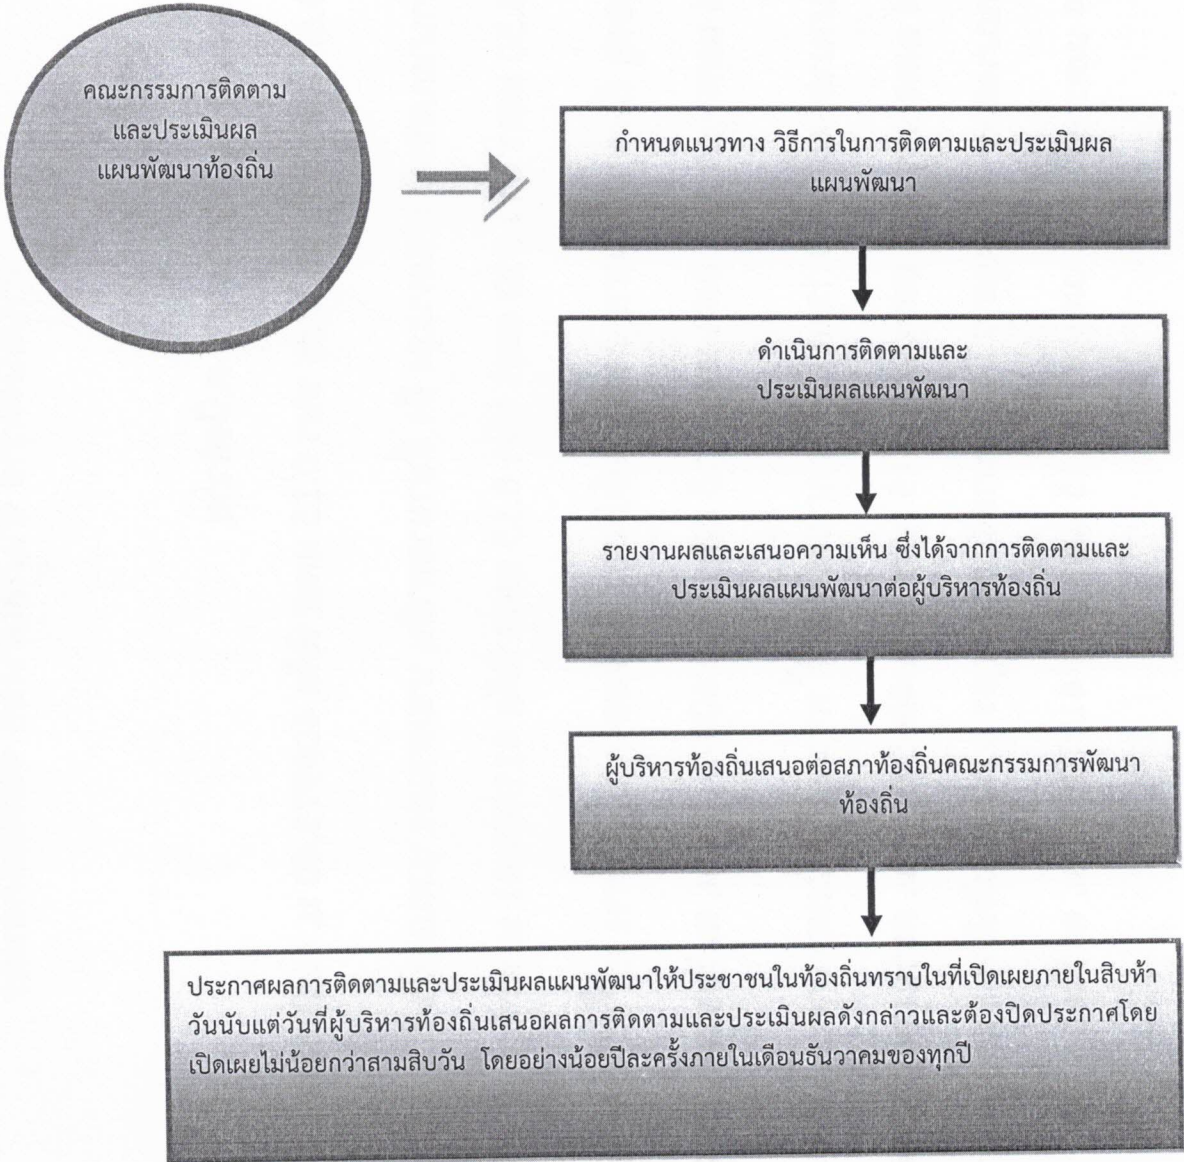 คณะกรรมการติดตาม
และประเมินผล
แผนพัฒนาท้องถิ่น
กำหนดแนวทาง วิธีการในการติดตามและประเมินผล
แผนพัฒนา
ดำเนินการติดตามและ
ประเมินผลแผนพัฒนา
รายงานผลและเสนอความเห็น ซึ่งได้จากการติดตามและ
ประเมินผลแผนพัฒนาต่อผู้บริหารท้องถิ่น
ผู้บริหารท้องถิ่นเสนอต่อสภาท้องถิ่นคณะกรรมการพัฒนา
ท้องถิ่น
ประกาศผลการติดตามและประเมินผลแผนพัฒนาให้ประชาชนในท้องถิ่นทราบในที่เปิดเผยภายในสิบห้า
วันนับแต่วันที่ผู้บริหารท้องถิ่นเสนอผลการติดตามและประเมินผลดังกล่าวและต้องปิดประกาศโดย
เปิดเผยไม่น้อยกว่าสามสิบวัน โดยอย่างน้อยปีละครั้งภายในเดือนธันวาคมของทุกปี